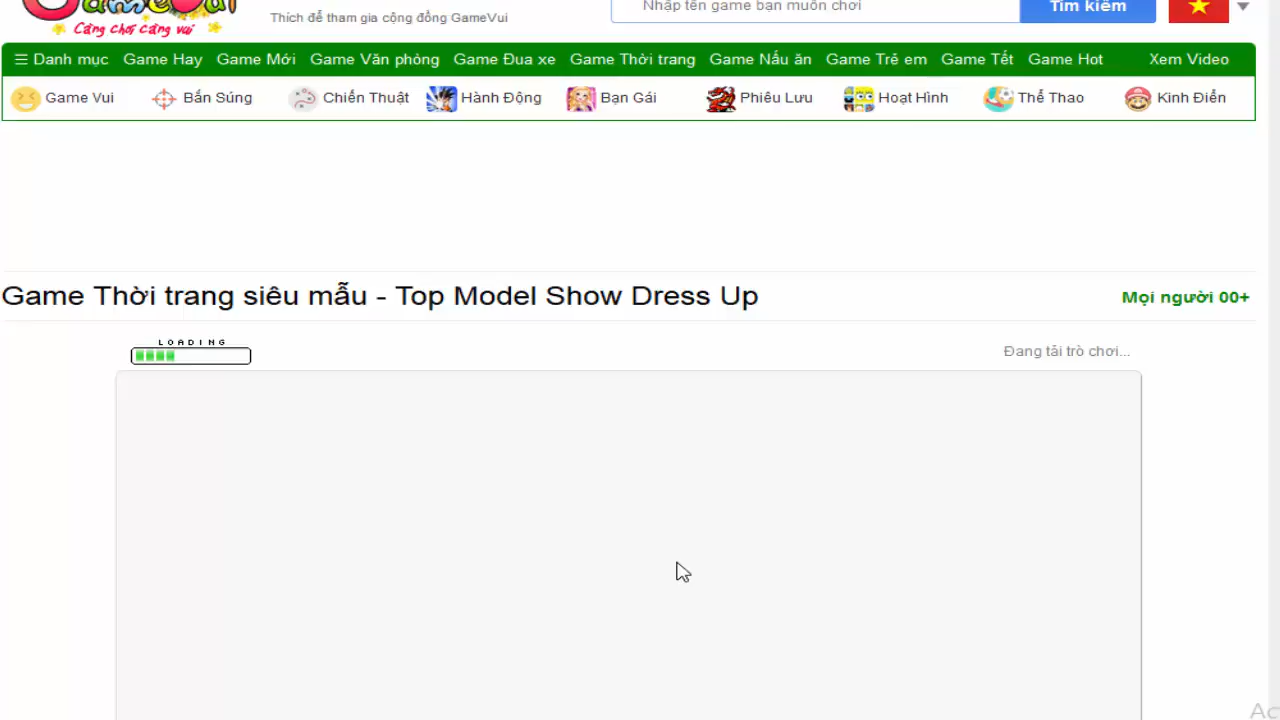 GameVui
Cùng chơi cùng vui
Thích để tham gia cộng đồng GameVui
Nhập tên game bạn muốn chơi
Tìm kiếm
☰ Danh mục Game Hay Game Mới Game Văn phòng Game Đua xe Game Thời trang Game Nấu ăn Game Trẻ em Game Tết Game Hot Xem Video
Game Vui Bắn Súng Chiến Thuật Hành Động Bạn Gái Phiêu Lưu Hoạt Hình Thể Thao Kinh Điển
Game Thời trang siêu mẫu - Top Model Show Dress Up
Mọi người 00+
LOADING
Đang tải trò chơi...